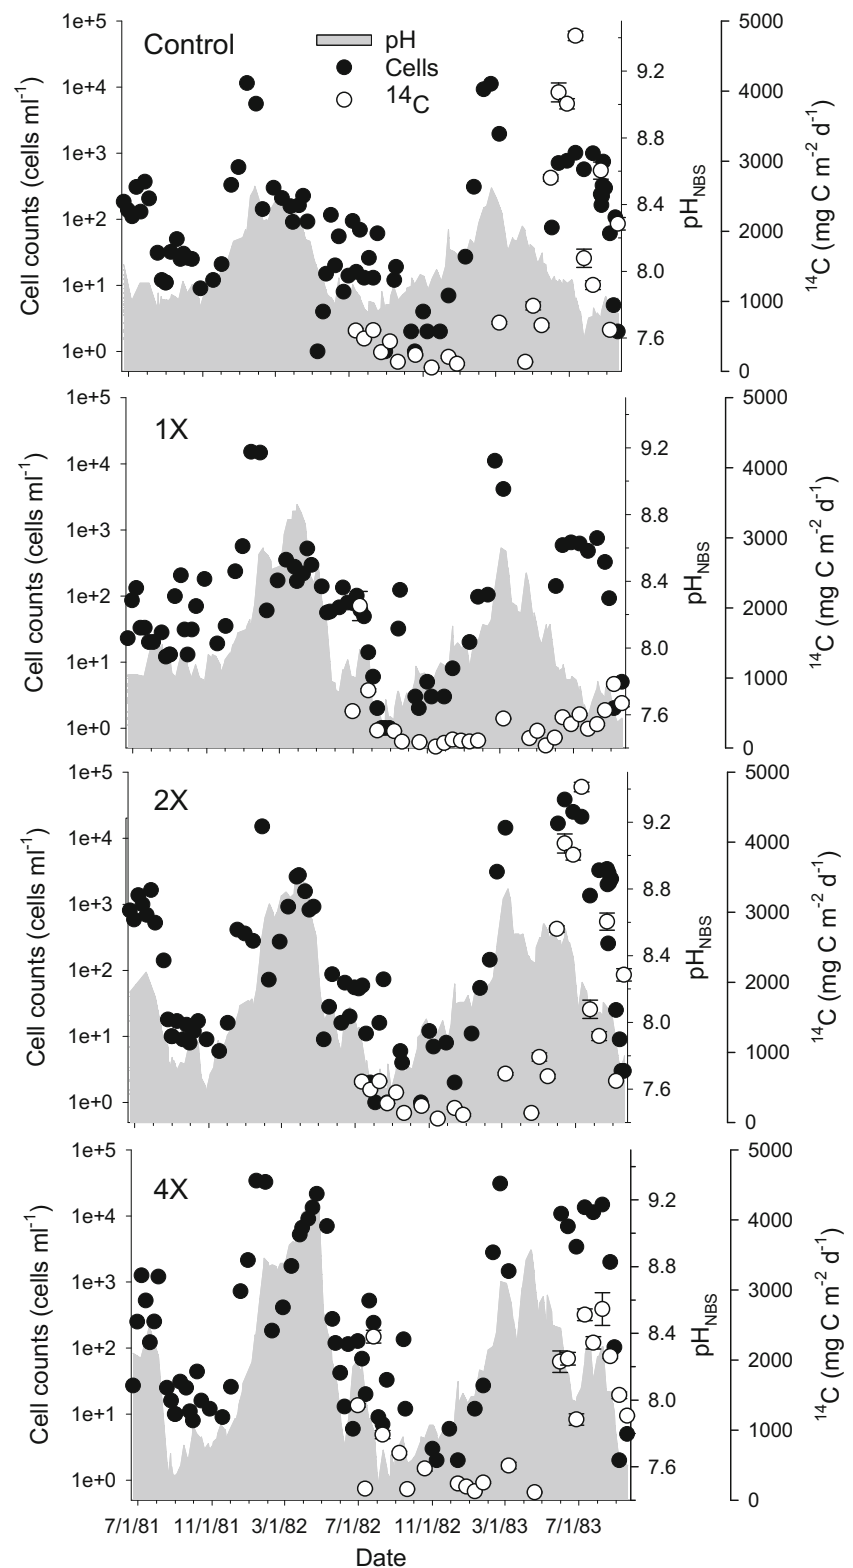 Control
pH
Cells
14C
1e+5
1e+4
1e+3
1e+2
1e+1
1e+0
Cell counts (cells ml-1)
9.2
8.8
8.4
8.0
7.6
pHNBS
5000
4000
3000
2000
1000
0
14C (mg C m-2 d-1)
1X
1e+5
1e+4
1e+3
1e+2
1e+1
1e+0
Cell counts (cells ml-1)
9.2
8.8
8.4
8.0
7.6
pHNBS
5000
4000
3000
2000
1000
0
14C (mg C m-2 d-1)
2X
1e+5
1e+4
1e+3
1e+2
1e+1
1e+0
Cell counts (cells ml-1)
9.2
8.8
8.4
8.0
7.6
pHNBS
5000
4000
3000
2000
1000
0
14C (mg C m-2 d-1)
4X
1e+5
1e+4
1e+3
1e+2
1e+1
1e+0
Cell counts (cells ml-1)
9.2
8.8
8.4
8.0
7.6
pHNBS
5000
4000
3000
2000
1000
0
14C (mg C m-2 d-1)
7/1/81 11/1/81 3/1/82 7/1/82 11/1/82 3/1/83 7/1/83
Date